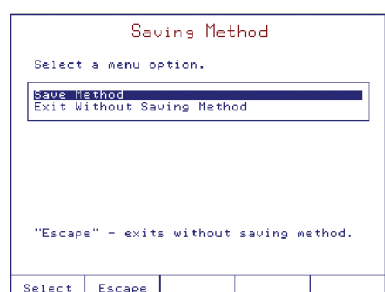 Saving Method
Select a menu option.
Save Method
Exit Without Saving Method
"Escape" - exits without saving method.
Select Escape